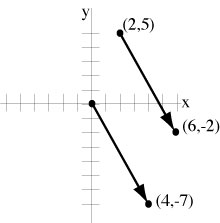 y
(2,5)
x
(6,-2)
(4,-7)